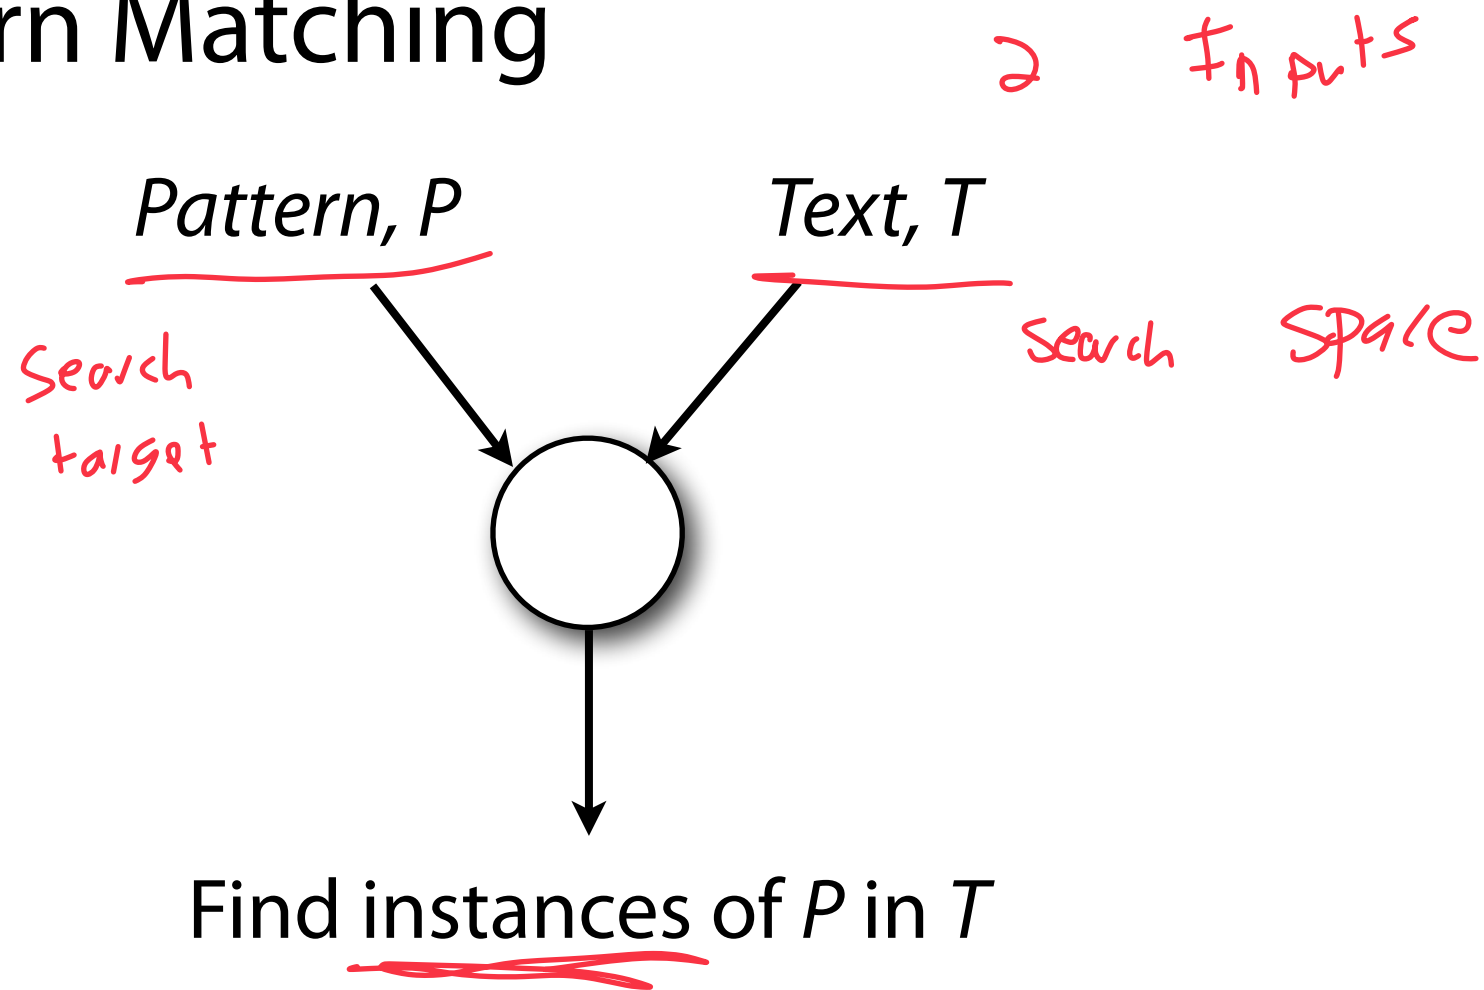 rn Matching
2 Inputs
Pattern, P
Text, T
search
target
search space
Find instances of P in T